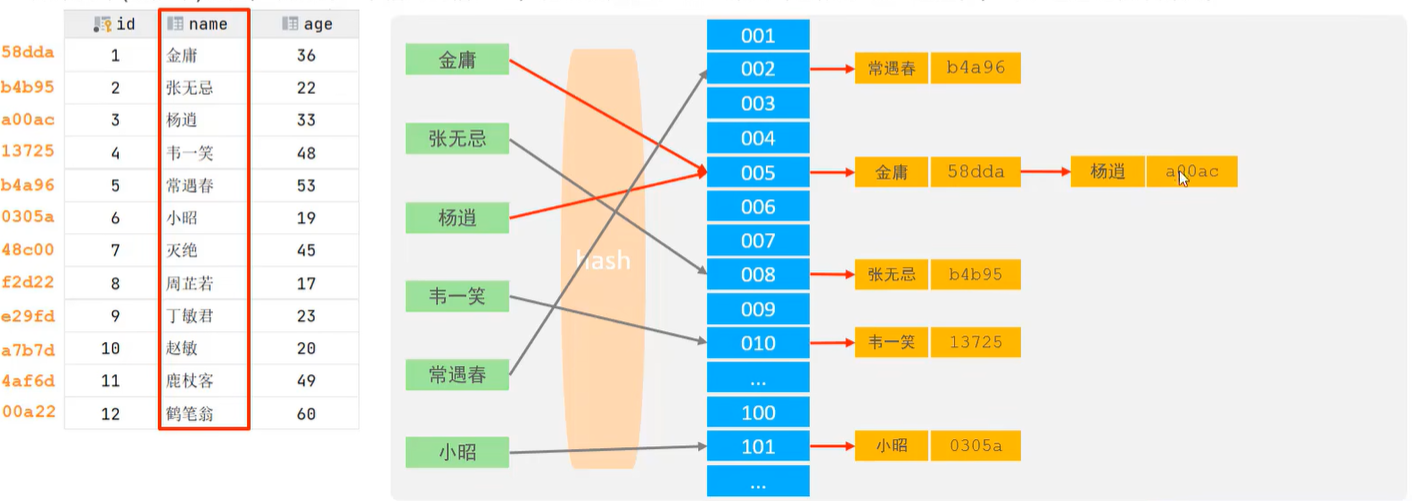 id name age
58dda 1 金庸 36
b4b95 2 张无忌 22
a00ac 3 杨逍 33
13725 4 韦一笑 48
b4a96 5 常遇春 53
0305a 6 小昭 19
48c00 7 灭绝 45
f2d22 8 周芷若 17
e29fd 9 丁敏君 23
a7b7d 10 赵敏 20
4af6d 11 鹿杖客 49
00a22 12 鹤笔翁 60
金庸
张无忌
杨逍
韦一笑
常遇春
小昭
hash
001
002 常遇春 b4a96
003
004
005 金庸 58dda 杨逍 a00ac
006
007
008 张无忌 b4b95
009
010 韦一笑 13725
...
100
101 小昭 0305a
...